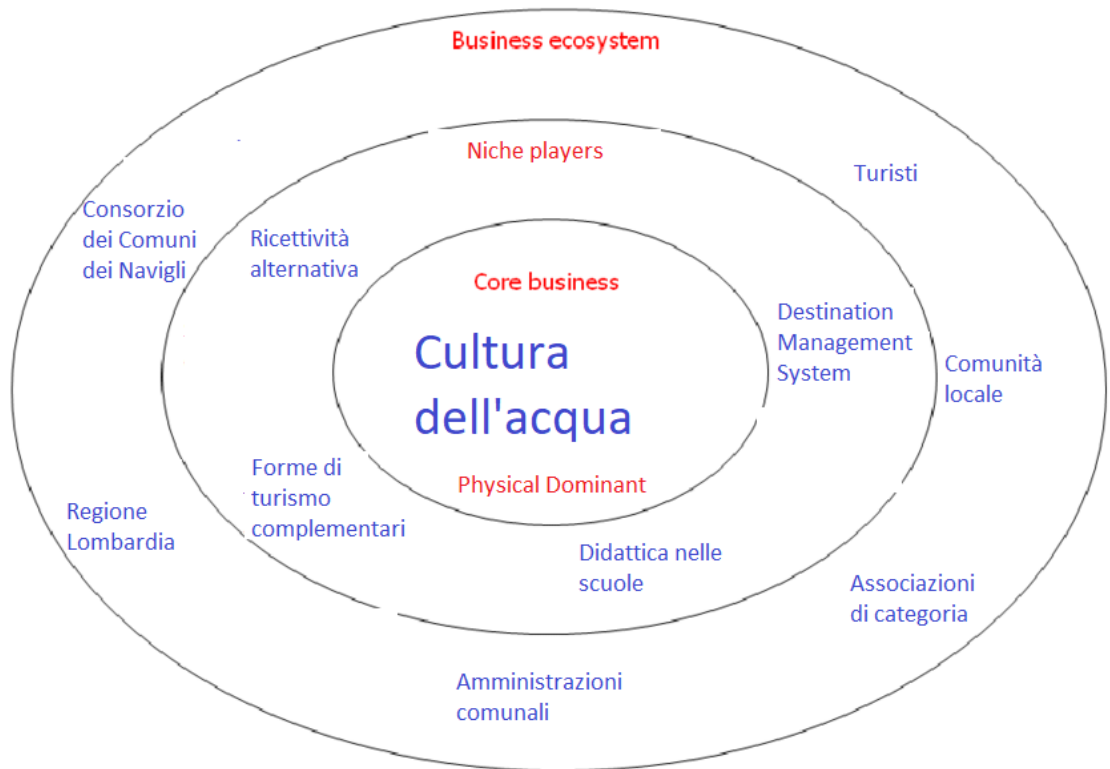 Business ecosystem
Niche players
Turisti
Consorzio
dei Comuni
dei Navigli
Ricettività
alternativa
Core business
Destination
Management
System
Cultura
dell'acqua
Comunità
locale
Forme di
turismo
complementari
Physical Dominant
Regione
Lombardia
Didattica nelle
scuole
Associazioni
di categoria
Amministrazioni
comunali